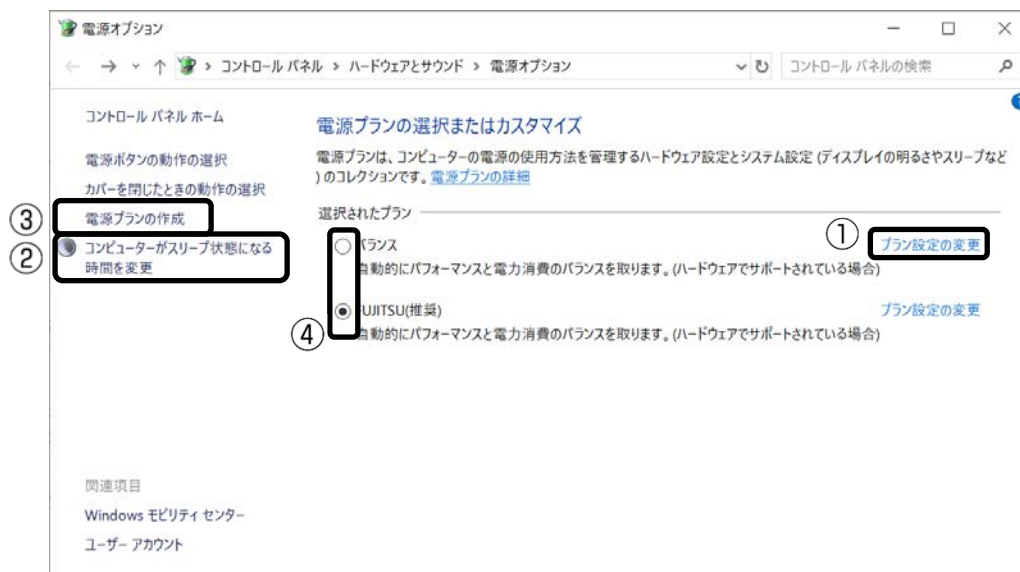 電源オプション
コントロール パネル > ハードウェアとサウンド > 電源オプション
コントロール パネルの検索
コントロール パネル ホーム
電源ボタンの動作の選択
カバーを閉じたときの動作の選択
③ 電源プランの作成
② コンピューターがスリープ状態になる
時間を変更
電源プランの選択またはカスタマイズ
電源プランは、コンピューターの電源の使用方法を管理するハードウェア設定とシステム設定 (ディスプレイの明るさやスリープなど
) のコレクションです。電源プランの詳細
選択されたプラン
バランス ① プラン設定の変更
自動的にパフォーマンスと電力消費のバランスを取ります。(ハードウェアでサポートされている場合)
④ FUJITSU(推奨) プラン設定の変更
自動的にパフォーマンスと電力消費のバランスを取ります。(ハードウェアでサポートされている場合)
関連項目
Windows モビリティ センター
ユーザー アカウント